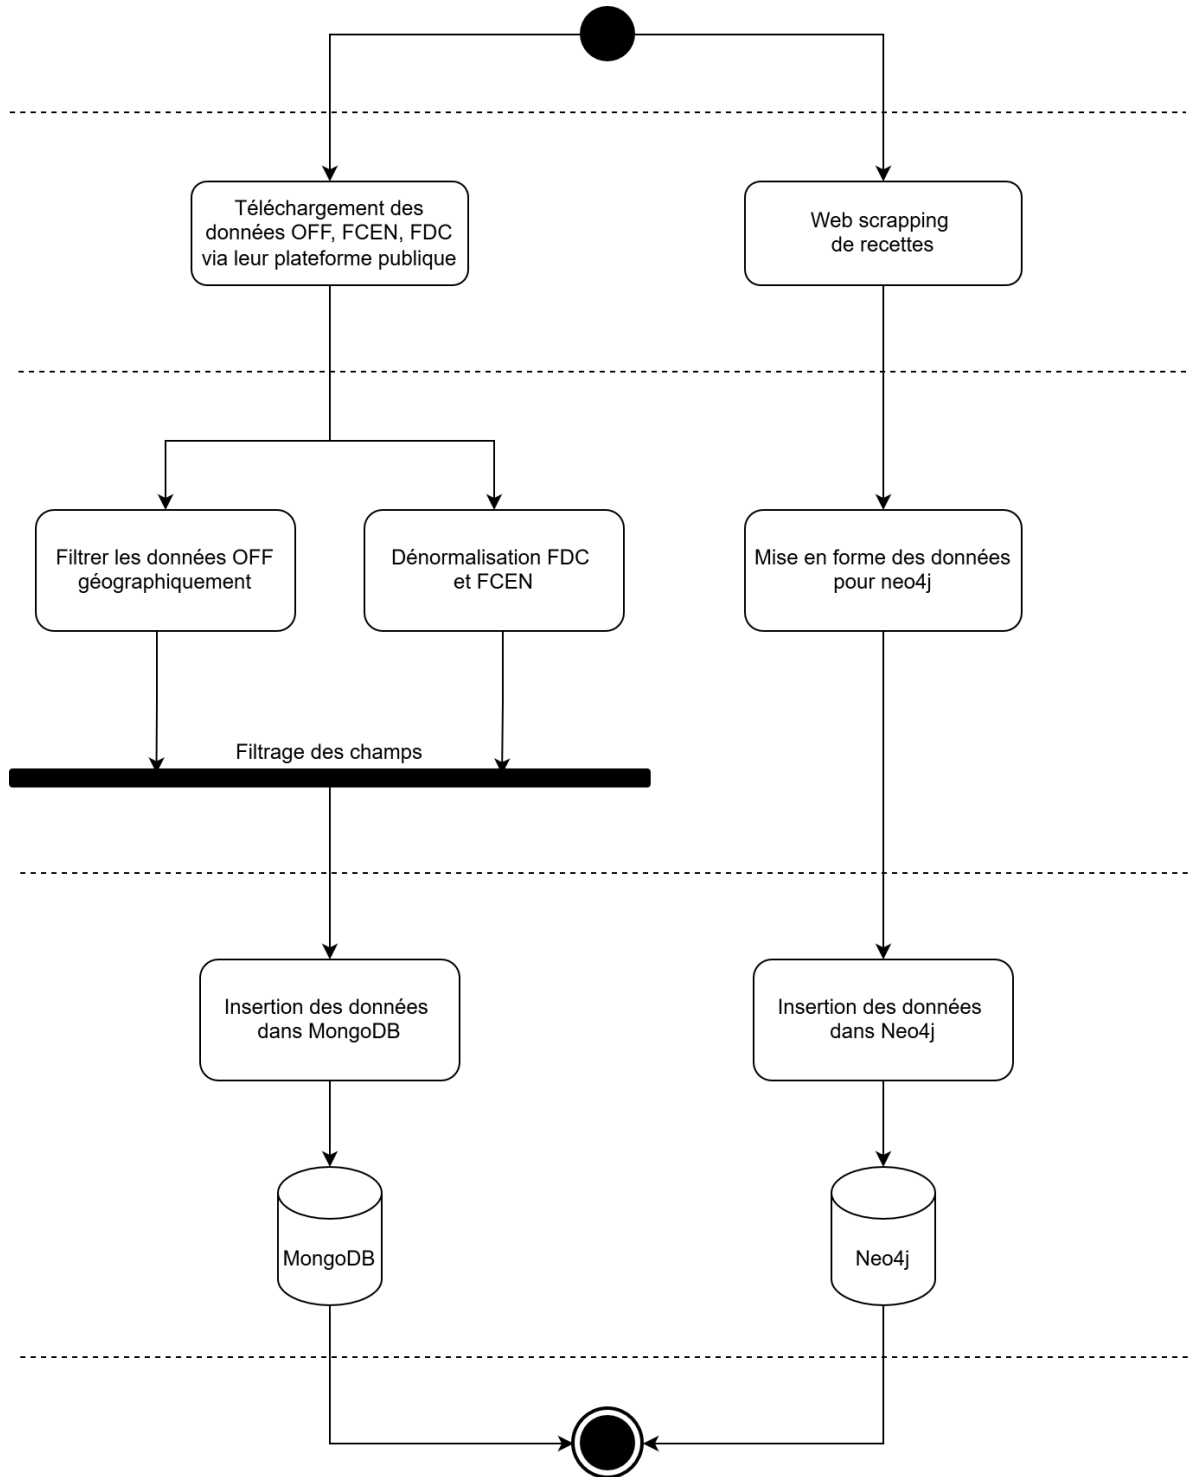 Téléchargement des
données OFF, FCEN, FDC
via leur plateforme publique
Web scrapping
de recettes
Filtrer les données OFF
géographiquement
Dénormalisation FDC
et FCEN
Mise en forme des données
pour neo4j
Filtrage des champs
Insertion des données
dans MongoDB
Insertion des données
dans Neo4j
MongoDB
Neo4j